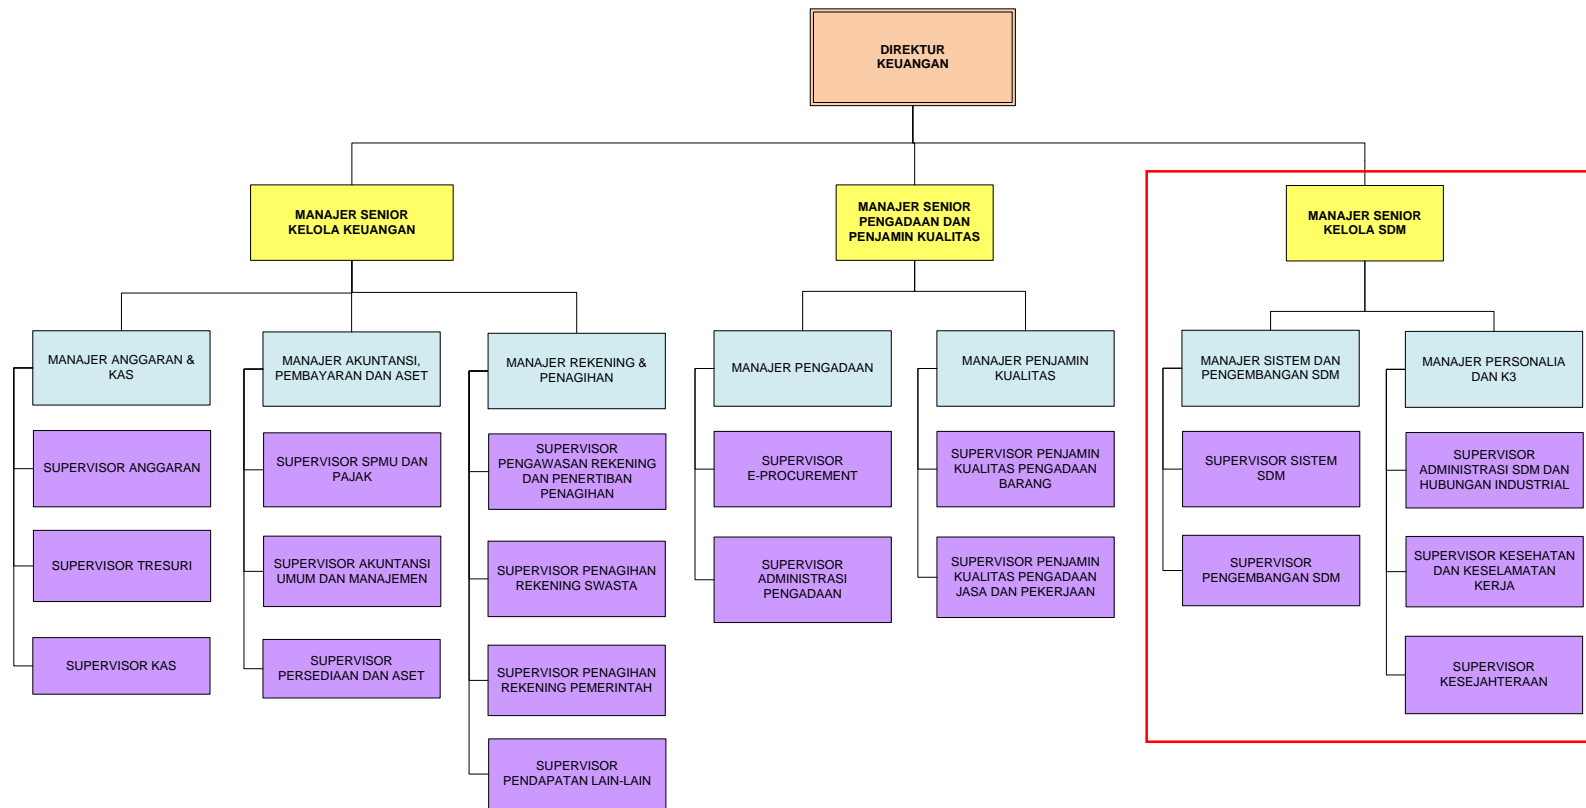 DIREKTUR
KEUANGAN
MANAJER SENIOR
KELOLA KEUANGAN
MANAJER SENIOR
PENGADAAN DAN
PENJAMIN KUALITAS
MANAJER SENIOR
KELOLA SDM
MANAJER ANGGARAN &
KAS
MANAJER AKUNTANSI,
PEMBAYARAN DAN ASET
MANAJER REKENING &
PENAGIHAN
MANAJER PENGADAAN
MANAJER PENJAMIN
KUALITAS
MANAJER SISTEM DAN
PENGEMBANGAN SDM
MANAJER PERSONALIA
DAN K3
SUPERVISOR ANGGARAN
SUPERVISOR SPMU DAN
PAJAK
SUPERVISOR
PENGAWASAN REKENING
DAN PENERTIBAN
PENAGIHAN
SUPERVISOR
E-PROCUREMENT
SUPERVISOR PENJAMIN
KUALITAS PENGADAAN
BARANG
SUPERVISOR SISTEM
SDM
SUPERVISOR
ADMINISTRASI SDM DAN
HUBUNGAN INDUSTRIAL
SUPERVISOR TRESURI
SUPERVISOR AKUNTANSI
UMUM DAN MANAJEMEN
SUPERVISOR PENAGIHAN
REKENING SWASTA
SUPERVISOR
ADMINISTRASI
PENGADAAN
SUPERVISOR PENJAMIN
KUALITAS PENGADAAN
JASA DAN PEKERJAAN
SUPERVISOR
PENGEMBANGAN SDM
SUPERVISOR KESEHATAN
DAN KESELAMATAN
KERJA
SUPERVISOR KAS
SUPERVISOR
PERSEDIAAN DAN ASET
SUPERVISOR PENAGIHAN
REKENING PEMERINTAH
SUPERVISOR
KESEJAHTERAAN
SUPERVISOR
PENDAPATAN LAIN-LAIN